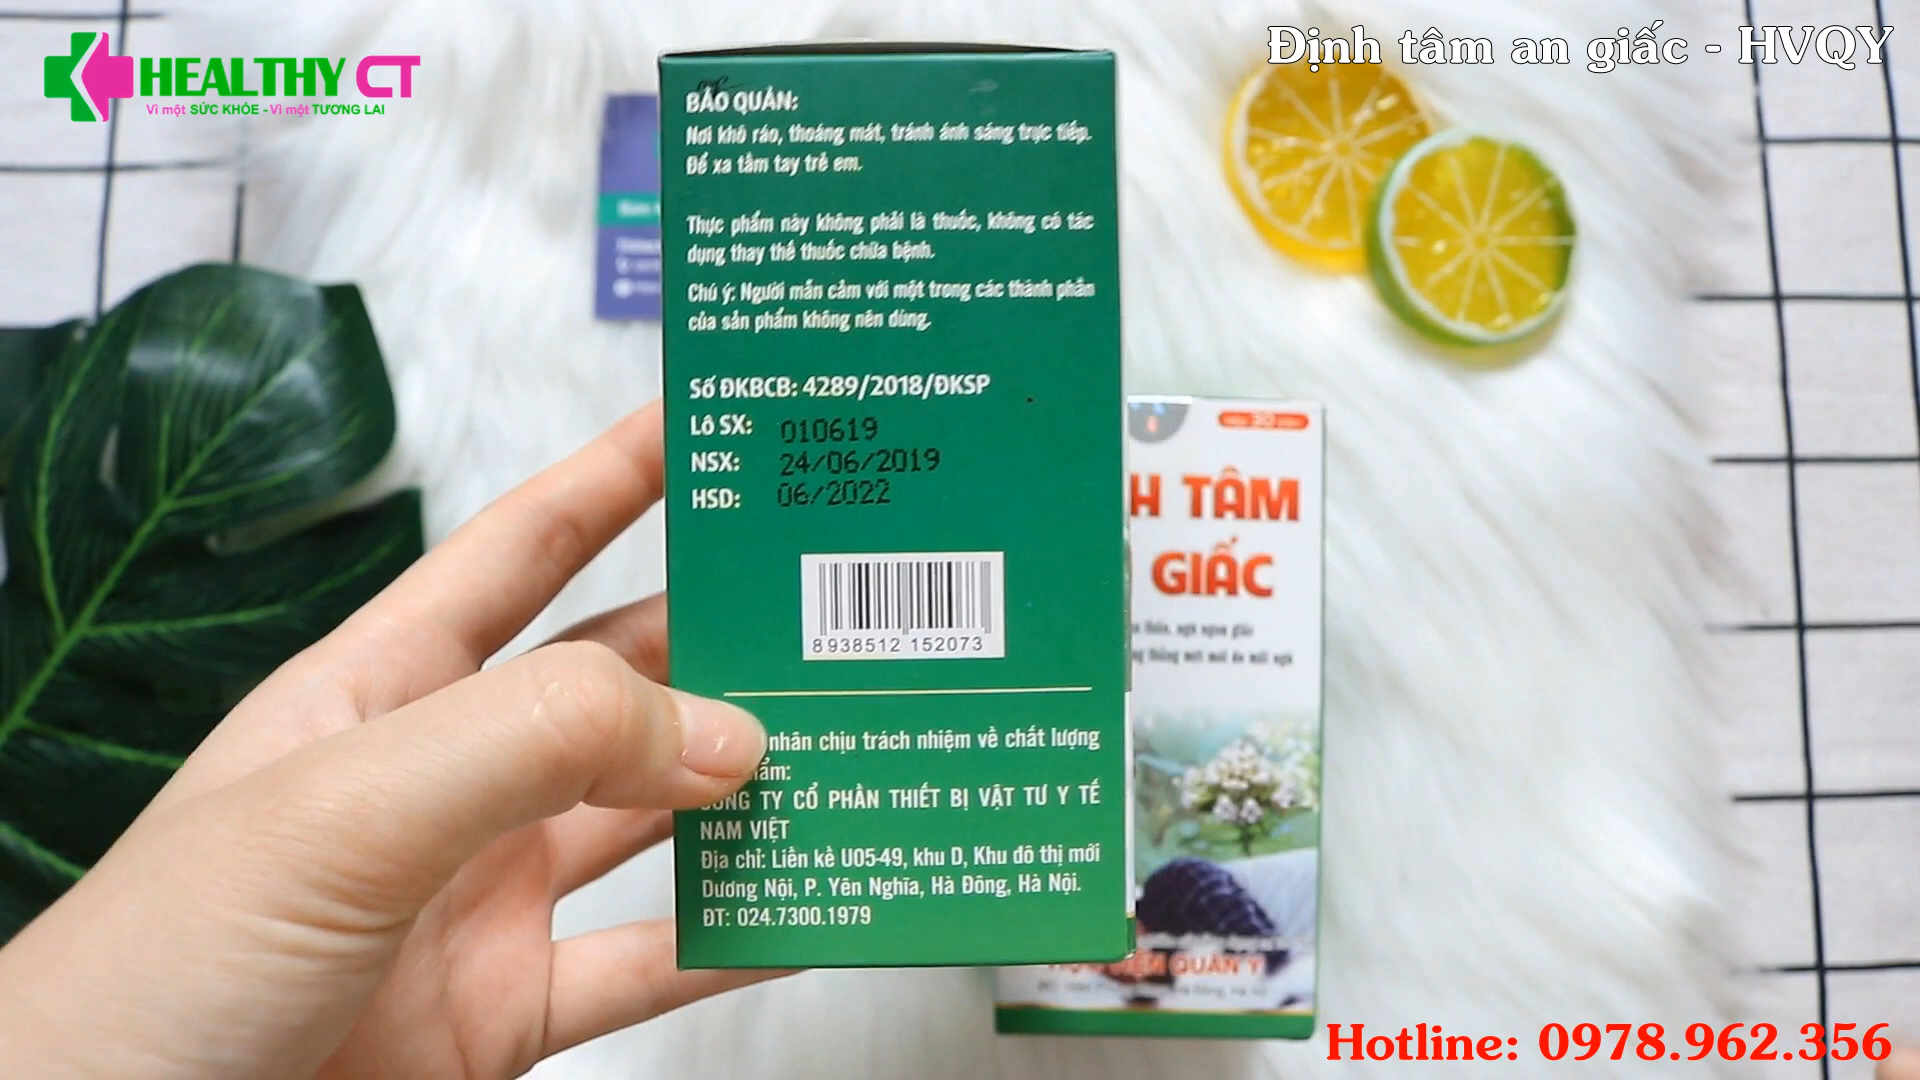 HEALTHY CT
Vì một SỨC KHỎE - Vì một TƯƠNG LAI
Định tâm an giấc - HVQY
BẢO QUẢN:
Nơi khô ráo, thoáng mát, tránh ánh sáng trực tiếp.
Để xa tầm tay trẻ em.
Thực phẩm này không phải là thuốc, không có tác
dụng thay thế thuốc chữa bệnh.
Chú ý: Người mẫn cảm với một trong các thành phần
của sản phẩm không nên dùng.
Số ĐKBCB: 4289/2018/ĐKSP
Lô SX: 010619
NSX: 24/06/2019
HSD: 06/2022
8 938512 152073
nhân chịu trách nhiệm về chất lượng
CÔNG TY CỔ PHẦN THIẾT BỊ VẬT TƯ Y TẾ
NAM VIỆT
Địa chỉ: Liền kề U05-49, khu D, Khu đô thị mới
Dương Nội, P. Yên Nghĩa, Hà Đông, Hà Nội.
ĐT: 024.7300.1979
H TÂM
GIẤC
QUÂN Y
Hotline: 0978.962.356